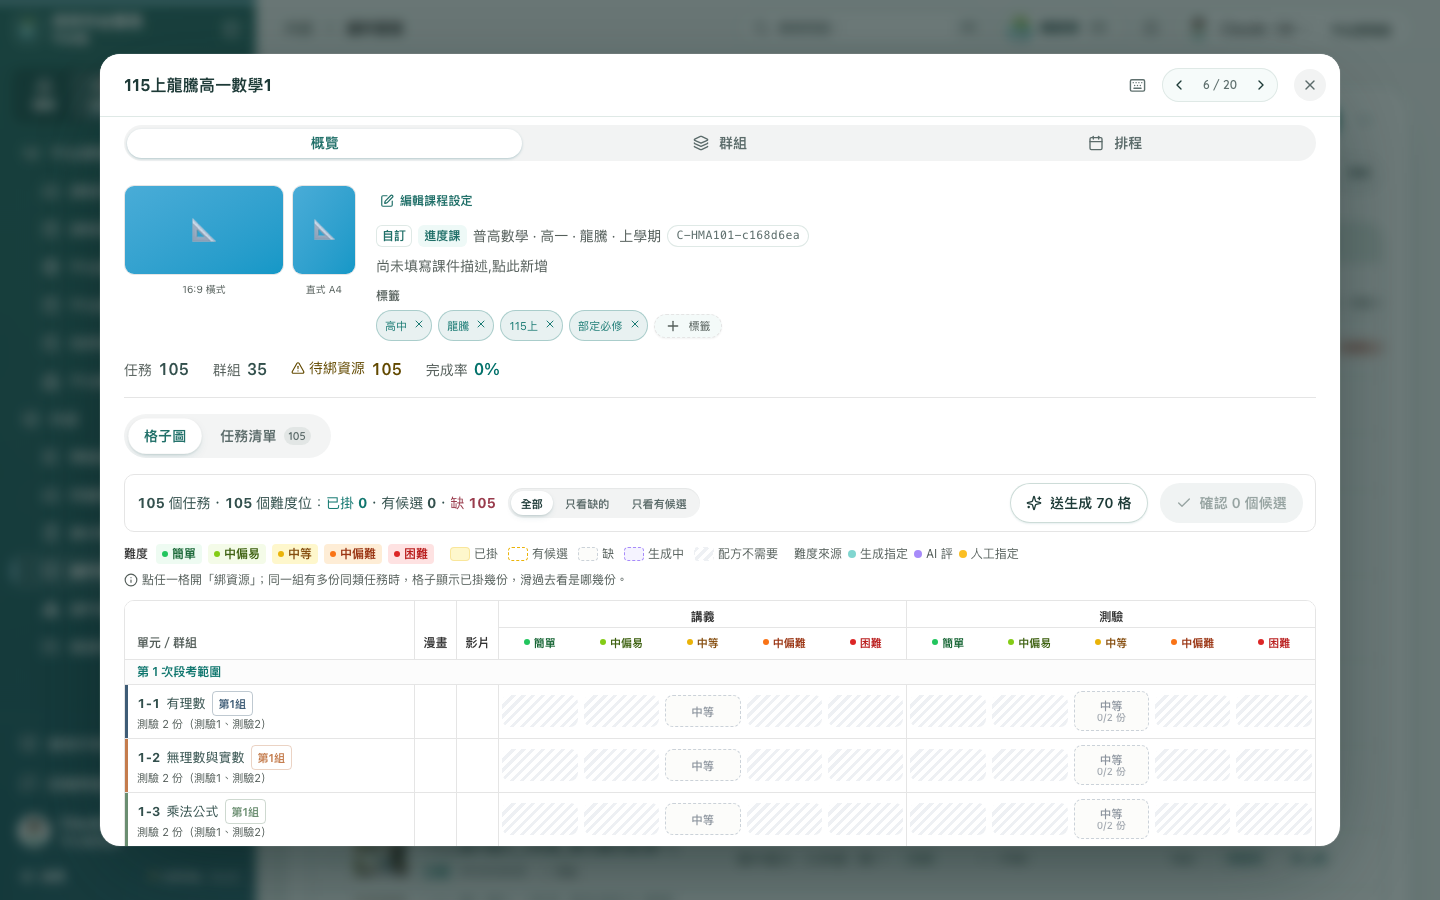 115上龍騰高一數學1
6 / 20
概覽
群組
排程
16:9 橫式
直式 A4
編輯課程設定
自訂 進度課 普高數學 · 高一 · 龍騰 · 上學期 C-HMA101-c168d6ea
尚未填寫課件描述,點此新增
標籤
高中 龍騰 115上 部定必修 標籤
任務 105 群組 35 待綁資源 105 完成率 0%
格子圖 任務清單 105
105 個任務 · 105 個難度位：已掛 0 · 有候選 0 · 缺 105 全部 只看缺的 只看有候選 送生成 70 格 確認 0 個候選
難度 簡單 中偏易 中等 中偏難 困難 已掛 有候選 缺 生成中 配方不需要 難度來源 生成指定 AI 評 人工指定
點任一格開「綁資源」；同一組有多份同類任務時，格子顯示已掛幾份，滑過去看是哪幾份。
單元 / 群組 漫畫 影片 講義 測驗
簡單 中偏易 中等 中偏難 困難 簡單 中偏易 中等 中偏難 困難
第 1 次段考範圍
1-1 有理數 第1組
測驗 2 份（測驗1、測驗2）
中等
中等
0/2 份
1-2 無理數與實數 第1組
測驗 2 份（測驗1、測驗2）
中等
中等
0/2 份
1-3 乘法公式 第1組
測驗 2 份（測驗1、測驗2）
中等
中等
0/2 份